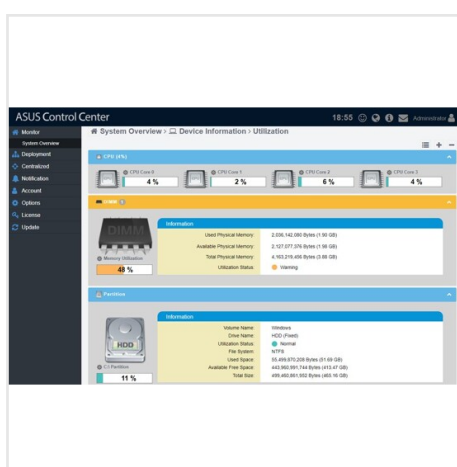 ASUS Control Center
18:55
Administrator
Monitor
System Overview
Deployment
Centralized
Notification
Account
Options
License
Update
System Overview › Device Information › Utilization
CPU (4%)
CPU Core 0
4 %
CPU Core 1
2 %
CPU Core 2
6 %
CPU Core 3
4 %
DIMM
Memory Utilization
48 %
Information
Used Physical Memory: 2,036,142,080 Bytes (1.90 GB)
Available Physical Memory: 2,127,077,376 Bytes (1.98 GB)
Total Physical Memory: 4,163,219,456 Bytes (3.88 GB)
Utilization Status: Warning
Partition
HDD
C:\ Partition
11 %
Information
Volume Name: Windows
Drive Name: HDD (Fixed)
Utilization Status: Normal
File System: NTFS
Used Space: 55,499,870,208 Bytes (51.69 GB)
Available Free Space: 443,960,991,744 Bytes (413.47 GB)
Total Size: 499,460,861,952 Bytes (465.16 GB)